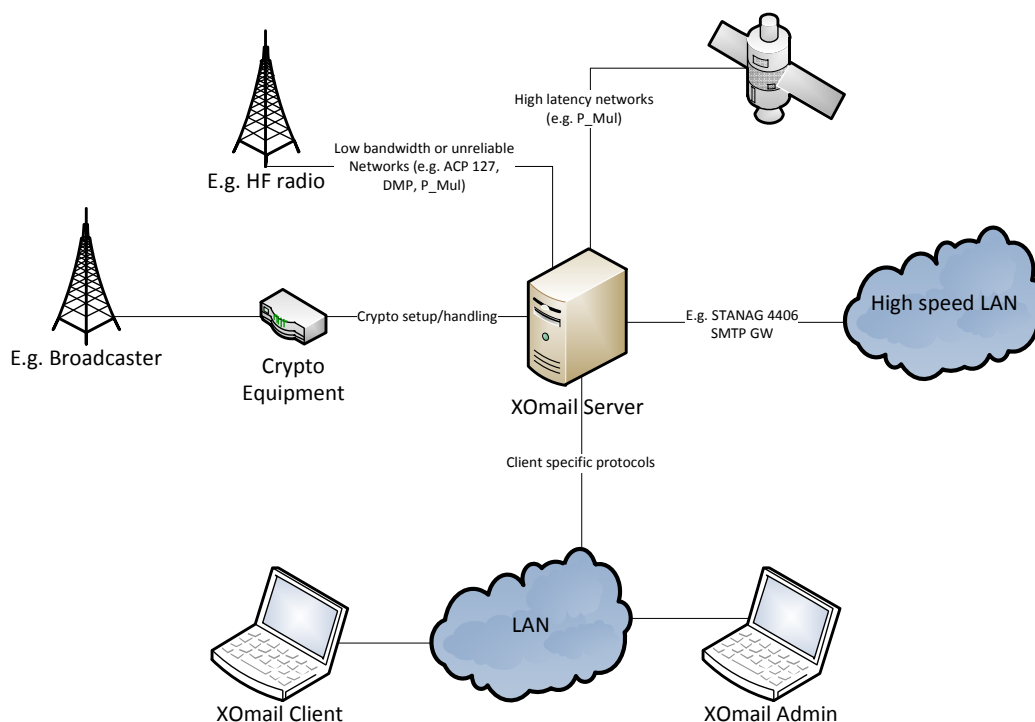 High latency networks
(e.g. P_Mul)
Low bandwidth or unreliable
Networks (e.g. ACP 127,
DMP, P_Mul)
E.g. HF radio
High speed LAN
E.g. STANAG 4406
SMTP GW
Crypto setup/handling
E.g. Broadcaster
Crypto
Equipment
XOmail Server
Client specific protocols
LAN
XOmail Client
XOmail Admin